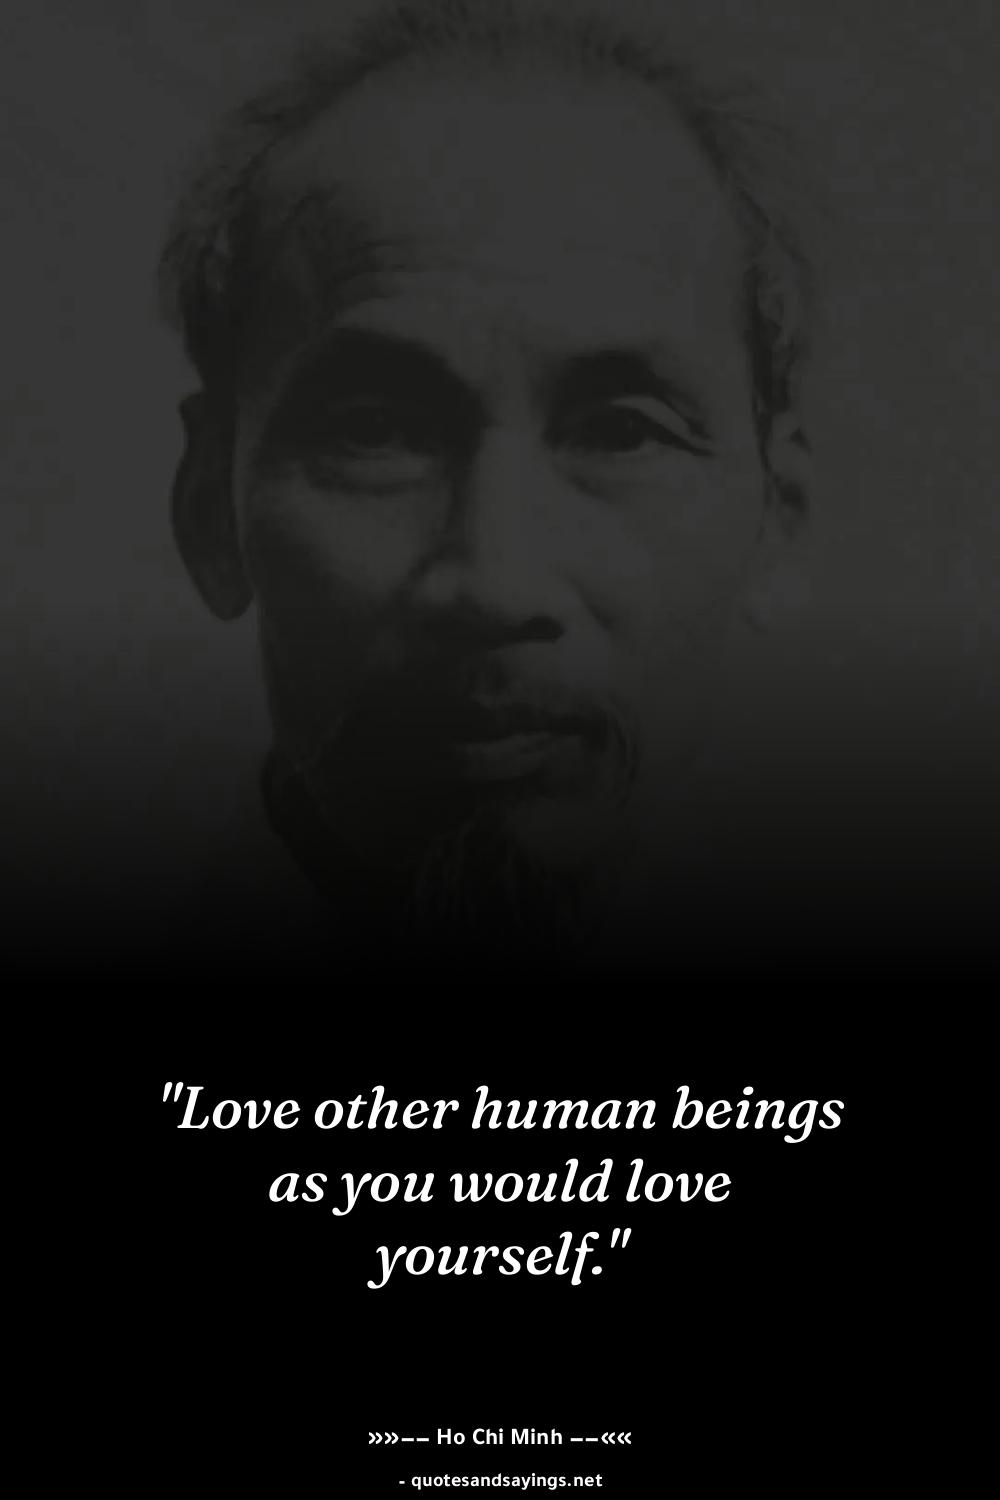 "Love other human beings
as you would love
yourself."
»»−− Ho Chi Minh −−««
- quotesandsayings.net